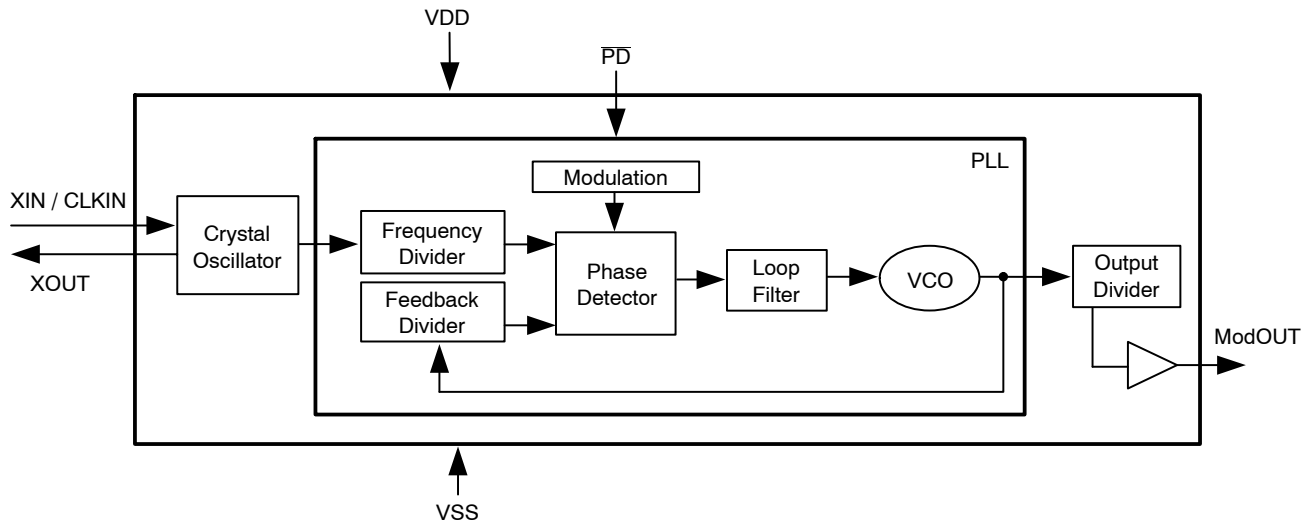 VDD
PD
PLL
Modulation
XIN / CLKIN
XOUT
Crystal
Oscillator
Frequency
Divider
Feedback
Divider
Phase
Detector
Loop
Filter
VCO
Output
Divider
ModOUT
VSS